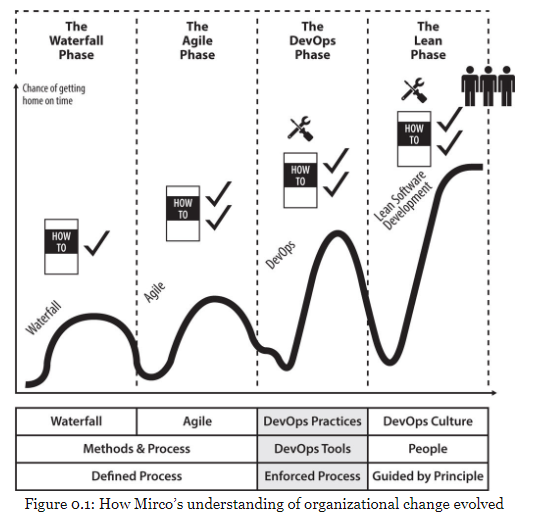 The
Waterfall
Phase
The
Agile
Phase
The
DevOps
Phase
The
Lean
Phase
Chance of getting
home on time
HOW
TO
HOW
TO
HOW
TO
HOW
TO
Waterfall
Agile
DevOps
Lean Software
Development
Waterfall
Agile
DevOps Practices
DevOps Culture
Methods & Process
DevOps Tools
People
Defined Process
Enforced Process
Guided by Principle
Figure 0.1: How Mirco’s understanding of organizational change evolved